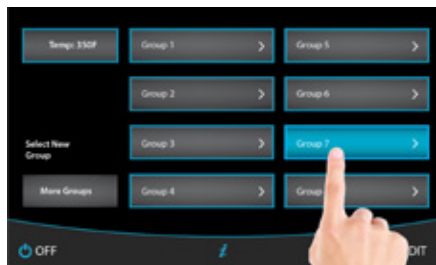 Temp: 350F
Group 1
Group 5
Group 2
Group 6
Select New
Group
Group 3
Group 7
More Groups
Group 4
Group
OFF
i
DIT